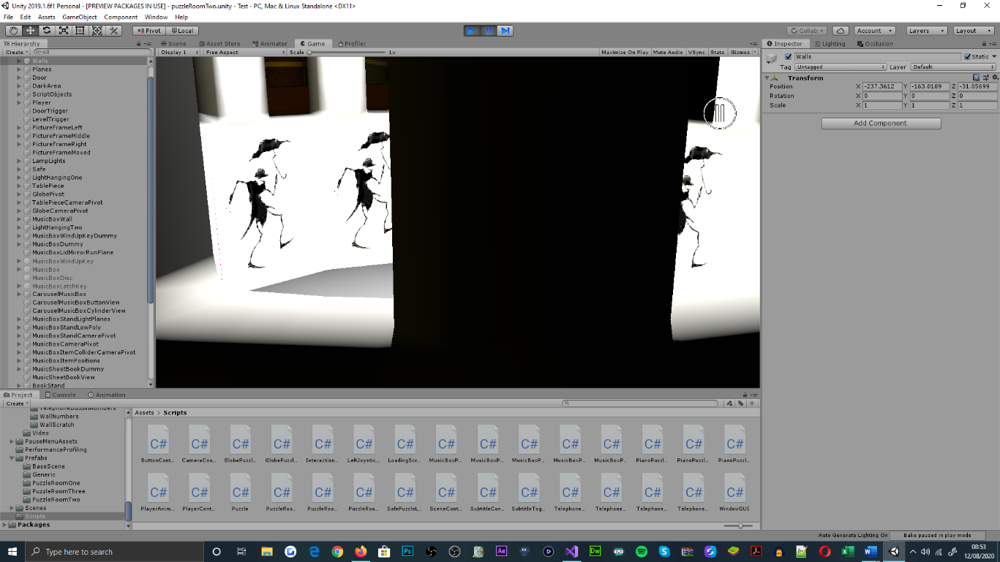 Unity 2019.1.6f1 Personal - [PREVIEW PACKAGES IN USE] - puzzleRoomTwo.unity - Test - PC, Mac & Linux Standalone <DX11>
File Edit Assets GameObject Component Window Help
Pivot Local Collab Account Layers Layout
Hierarchy Scene Asset Store Animator Game Profiler Inspector Lighting Occlusion
Create All Display 1 Free Aspect Scale 1x Maximize On Play Mute Audio VSync Stats Gizmos Walls Static
Walls
Planes
Door
DarkArea
ScriptObjects
Player
DoorTrigger
LevelTrigger
PictureFrameLeft
PictureFrameMiddle
PictureFrameRight
PictureFrameMoved
LampLights
Safe
LightHangingOne
TablePiece
GlobePivot
TablePieceCameraPivot
GlobeCameraPivot
MusicBoxWall
LightHangingTwo
MusicBoxWindUpKeyDummy
MusicBoxDummy
MusicBoxLidMirrorRunPlane
MusicBoxWindUpKey
MusicBox
MusicBoxDisc
MusicBoxLatchKey
CarouselMusicBox
CarouselMusicBoxButtonView
CarouselMusicBoxCylinderView
MusicBoxStandLightPlanes
MusicBoxStandLowPoly
MusicBoxStandCameraPivot
MusicBoxCameraPivot
MusicBoxItemColliderCameraPivot
MusicBoxItemPositions
MusicSheetBookDummy
MusicSheetBookView
BookStand
Tag Untagged Layer Default
Transform
Position X -237.3612 Y -163.0189 Z -31.05699
Rotation X 0 Y 0 Z 0
Scale X 1 Y 1 Z 1
Add Component
Project Console Animation
Create
TelephoneButtonNumbers
WallNumbers
WallScratch
Video
PauseMenuAssets
PerformanceProfiling
Prefabs
BaseScene
Generic
PuzzleRoomOne
PuzzleRoomThree
PuzzleRoomTwo
Scenes
Scripts
Packages
Assets > Scripts
C# C# C# C# C# C# C# C# C# C# C# C# C# C# C#
ButtonCont... CameraCon... GlobePuzzl... GlobePuzzl... Interaction... LeftJoystic... LoadingScr... MusicBoxP... MusicBoxP... MusicBoxP... MusicBoxP... MusicBoxP... PianoPuzzl... PianoPuzzl... PianoPuzzl...
C# C# C# C# C# C# C# C# C# C# C# C# C# C# C#
PlayerAnim... PlayerCont... Puzzle PuzzleRoo... PuzzleRoo... PuzzleRoo... SafePuzzleL... SceneCont... SubtitleCon... SubtitleTog... Telephone... Telephone... Telephone... Telephone... WindowGUI
Auto Generate Lighting On Bake paused in play mode
Type here to search
Ps Ae Dw
08:53
12/08/2020